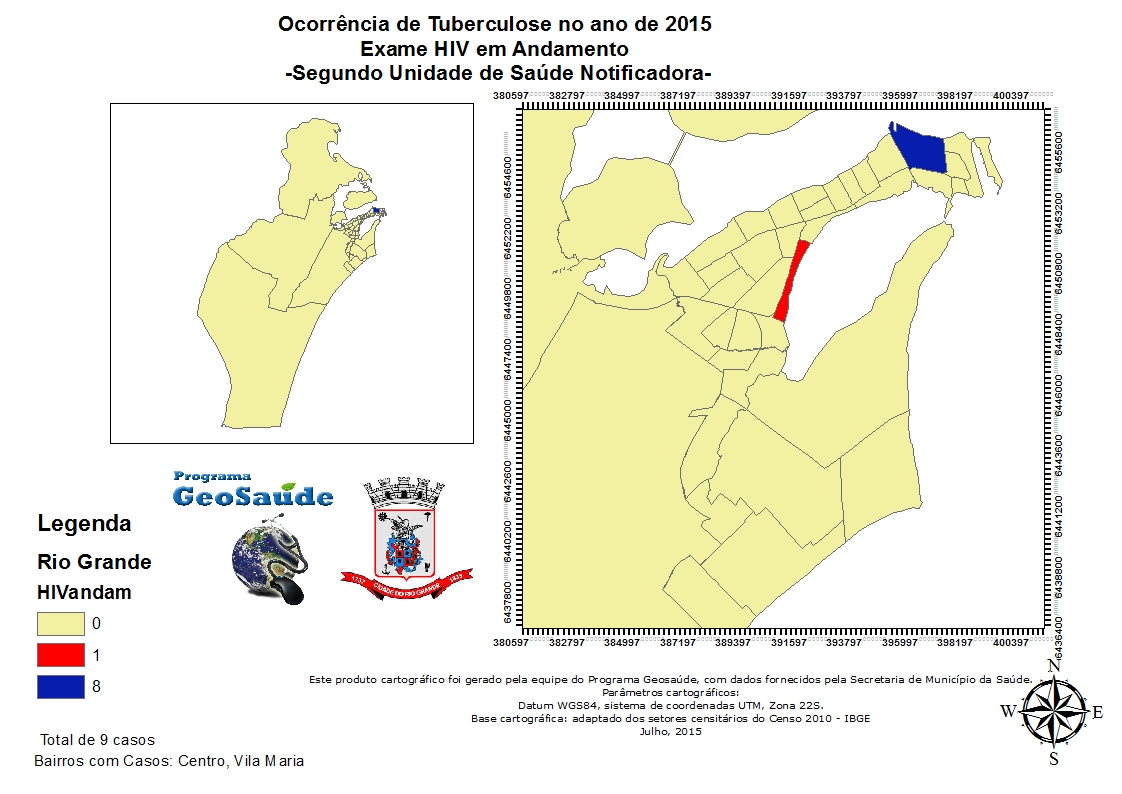 Ocorrência de Tuberculose no ano de 2015
Exame HIV em Andamento
-Segundo Unidade de Saúde Notificadora-
380597 382797 384997 387197 389397 391597 393797 395997 398197 400397
6454600
6452200
6449800
6447400
6445000
6442600
6440200
6437800
6455600
6453200
6450800
6448400
6446000
6443600
6441200
6438800
6436400
380597 382797 384997 387197 389397 391597 393797 395997 398197 400397
Programa
GeoSaúde
1737 CIDADE DO RIO GRANDE
Legenda
Rio Grande
HIVandam
0
1
8
Este produto cartográfico foi gerado pela equipe do Programa Geosaúde, com dados fornecidos pela Secretaria de Município da Saúde.
Parâmetros cartográficos:
Datum WGS84, sistema de coordenadas UTM, Zona 22S.
Base cartográfica: adaptado dos setores censitários do Censo 2010 - IBGE
Julho, 2015
N
W E
S
Total de 9 casos
Bairros com Casos: Centro, Vila Maria